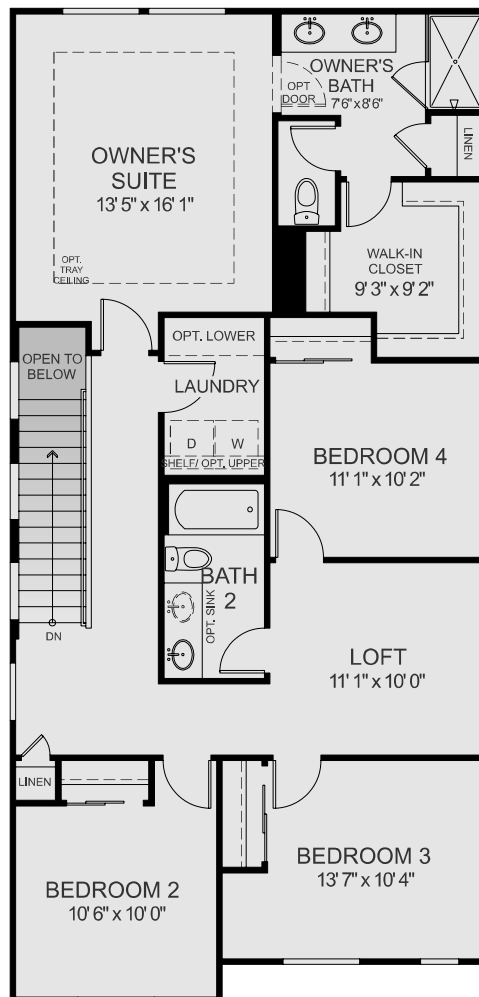 OWNER'S
BATH
7'6" x 8'6"
OPT
DOOR
LINEN
OWNER'S
SUITE
13' 5" x 16' 1"
OPT.
TRAY
CEILING
WALK-IN
CLOSET
9' 3" x 9' 2"
OPT. LOWER
OPEN TO
BELOW
LAUNDRY
D W
SHELF/ OPT. UPPER
BEDROOM 4
11' 1" x 10' 2"
BATH
2
OPT. SINK
DN
LOFT
11' 1" x 10' 0"
LINEN
BEDROOM 3
13' 7" x 10' 4"
BEDROOM 2
10' 6" x 10' 0"